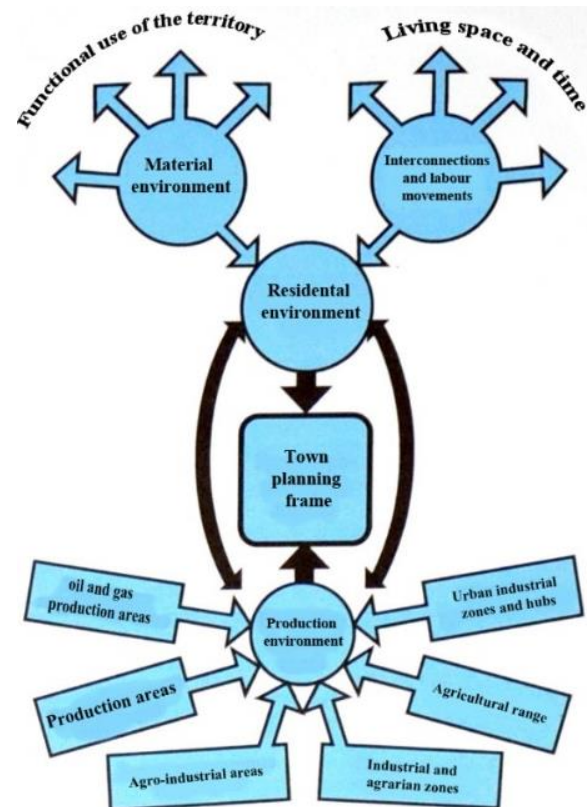 Functional use of the territory
Living space and time
Material
environment
Interconnections
and labour
movements
Residental
environment
Town
planning
frame
oil and gas
production areas
Urban industrial
zones and hubs
Production
environment
Production areas
Agricultural range
Agro-industrial areas
Industrial and
agrarian zones